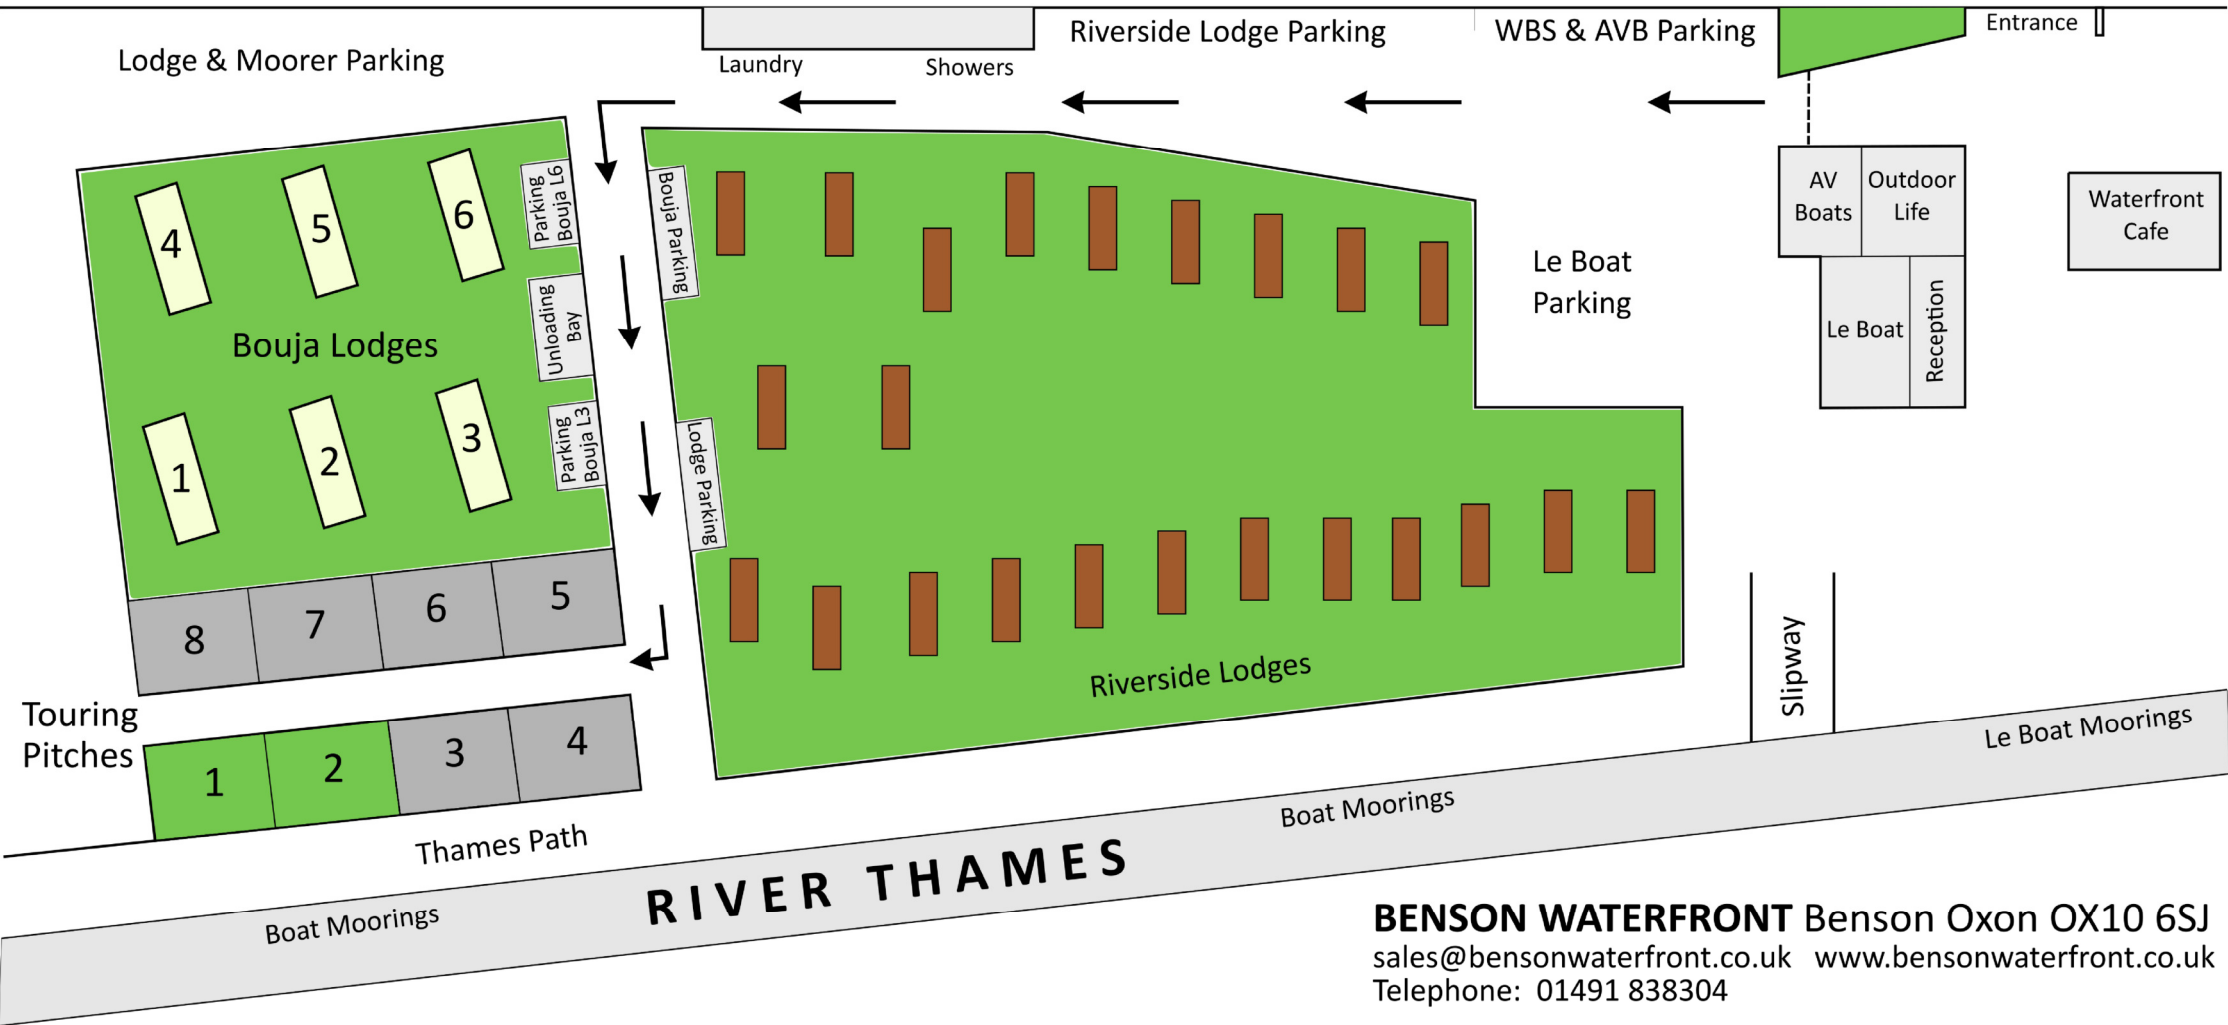 Lodge & Moorer Parking
Laundry
Showers
Riverside Lodge Parking
WBS & AVB Parking
Entrance
4
5
6
Parking
Bouja L6
Bouja Parking
AV
Boats
Outdoor
Life
Waterfront
Cafe
Bouja Lodges
Unloading
Bay
Le Boat
Parking
Le Boat
Reception
1
2
3
Parking
Bouja L3
Lodge Parking
8
7
6
5
Riverside Lodges
Slipway
Touring
Pitches
1
2
3
4
Le Boat Moorings
Boat Moorings
Thames Path
RIVER THAMES
Boat Moorings
BENSON WATERFRONT Benson Oxon OX10 6SJ
sales@bensonwaterfront.co.uk www.bensonwaterfront.co.uk
Telephone: 01491 838304